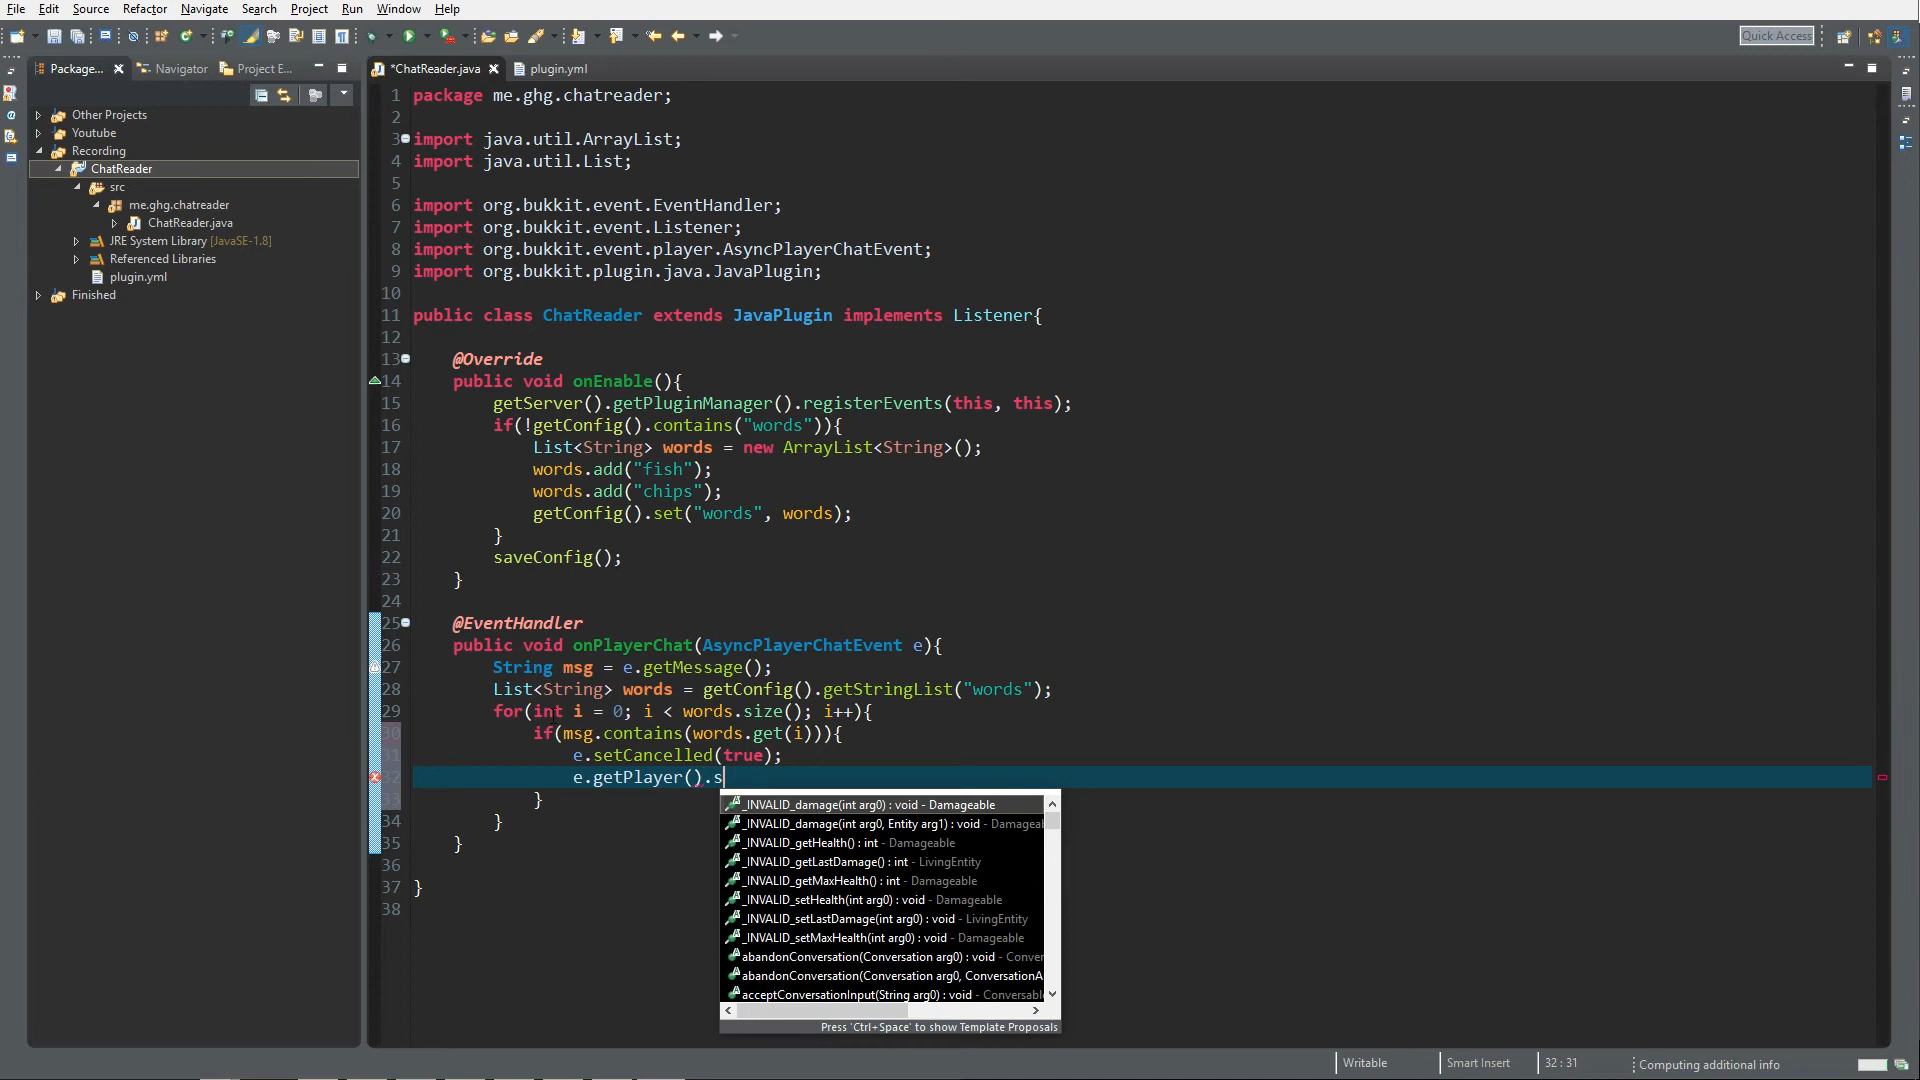 File Edit Source Refactor Navigate Search Project Run Window Help
Quick Access
Package... Navigator Project E...
*ChatReader.java plugin.yml
Other Projects
Youtube
Recording
ChatReader
src
me.ghg.chatreader
ChatReader.java
JRE System Library [JavaSE-1.8]
Referenced Libraries
plugin.yml
Finished
1 package me.ghg.chatreader;
2
3 import java.util.ArrayList;
4 import java.util.List;
5
6 import org.bukkit.event.EventHandler;
7 import org.bukkit.event.Listener;
8 import org.bukkit.event.player.AsyncPlayerChatEvent;
9 import org.bukkit.plugin.java.JavaPlugin;
10
11 public class ChatReader extends JavaPlugin implements Listener{
12
13 @Override
14 public void onEnable(){
15 getServer().getPluginManager().registerEvents(this, this);
16 if(!getConfig().contains("words")){
17 List<String> words = new ArrayList<String>();
18 words.add("fish");
19 words.add("chips");
20 getConfig().set("words", words);
21 }
22 saveConfig();
23 }
24
25 @EventHandler
26 public void onPlayerChat(AsyncPlayerChatEvent e){
27 String msg = e.getMessage();
28 List<String> words = getConfig().getStringList("words");
29 for(int i = 0; i < words.size(); i++){
30 if(msg.contains(words.get(i))){
31 e.setCancelled(true);
32 e.getPlayer().s
33 }
34 }
35 }
36
37 }
38
_INVALID_damage(int arg0) : void - Damageable
_INVALID_damage(int arg0, Entity arg1) : void - Damageal
_INVALID_getHealth() : int - Damageable
_INVALID_getLastDamage() : int - LivingEntity
_INVALID_getMaxHealth() : int - Damageable
_INVALID_setHealth(int arg0) : void - Damageable
_INVALID_setLastDamage(int arg0) : void - LivingEntity
_INVALID_setMaxHealth(int arg0) : void - Damageable
abandonConversation(Conversation arg0) : void - Conver
abandonConversation(Conversation arg0, ConversationA
acceptConversationInput(String arg0) : void - Conversabl
Press 'Ctrl+Space' to show Template Proposals
Writable Smart Insert 32 : 31 Computing additional info